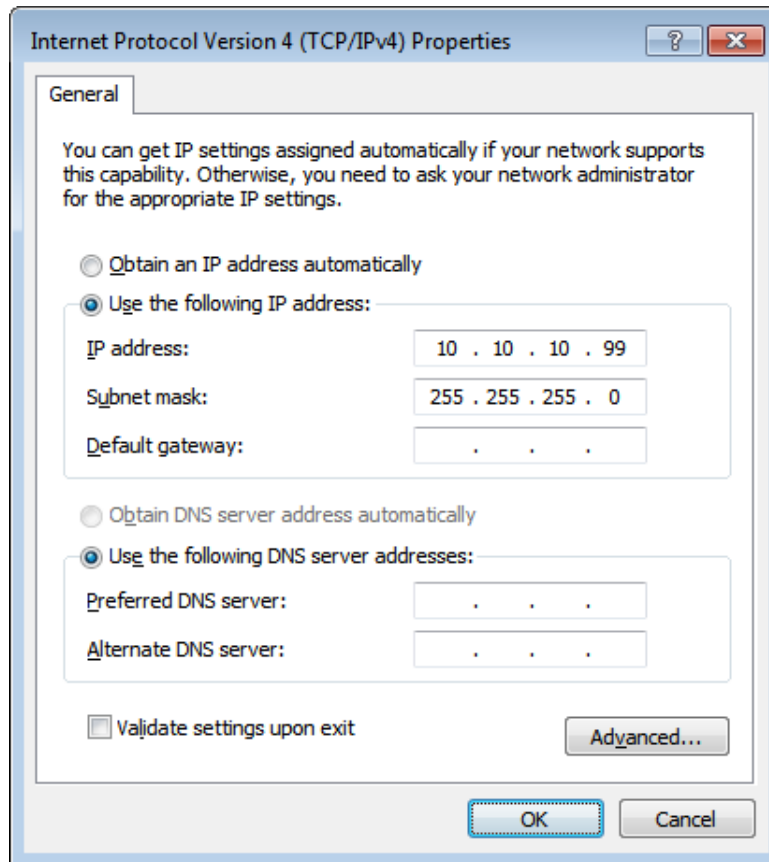 Internet Protocol Version 4 (TCP/IPv4) Properties
General
You can get IP settings assigned automatically if your network supports
this capability. Otherwise, you need to ask your network administrator
for the appropriate IP settings.
Obtain an IP address automatically
Use the following IP address:
IP address: 10 . 10 . 10 . 99
Subnet mask: 255 . 255 . 255 . 0
Default gateway: . . .
Obtain DNS server address automatically
Use the following DNS server addresses:
Preferred DNS server: . . .
Alternate DNS server: . . .
Validate settings upon exit
Advanced...
OK Cancel